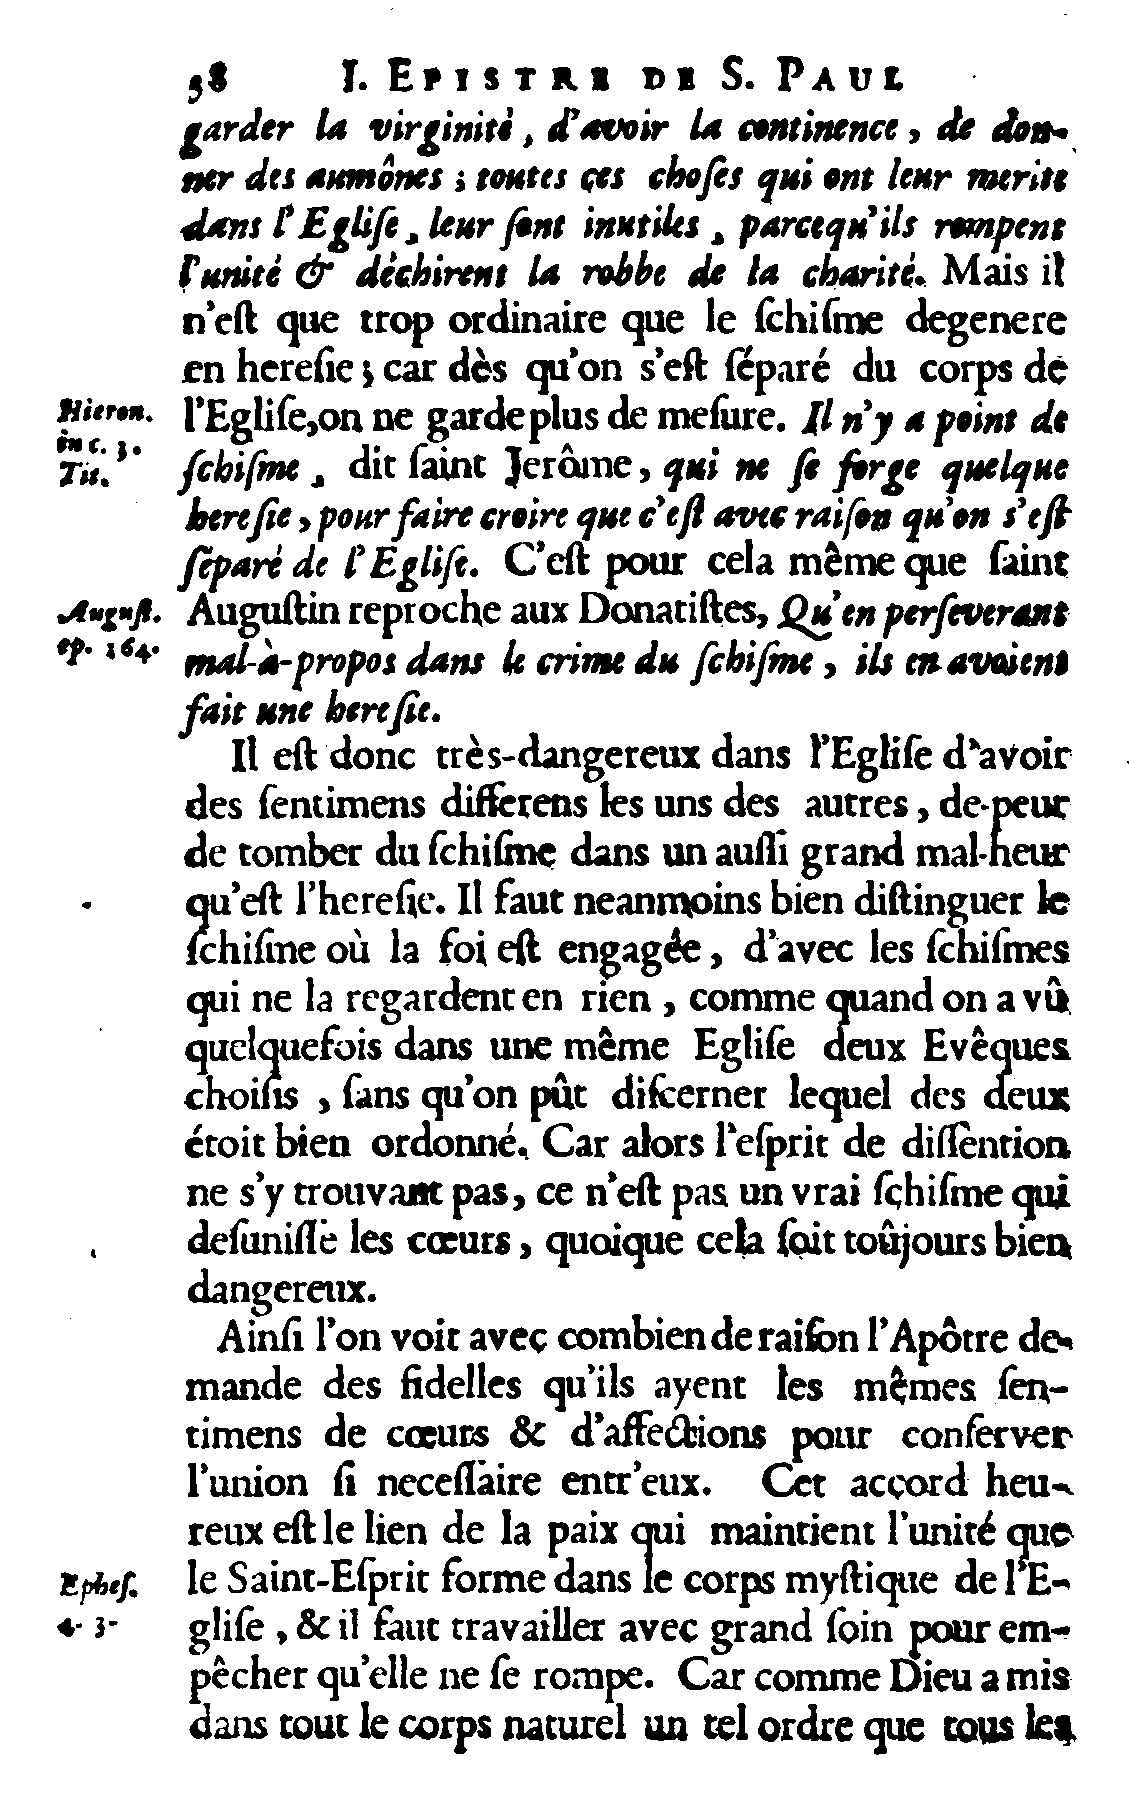 58 I. EPISTRE DE S. PAUL
garder la virginité, d'avoir la continence, de don-
ner des aumônes ; toutes ces choſes qui ont leur merite
dans l'Egliſe, leur ſont inutiles, parcequ'ils rompent
l'unité & déchirent la robbe de la charité. Mais il
n'eſt que trop ordinaire que le ſchiſme degenere
en hereſie ; car dès qu'on s'eſt ſéparé du corps de
Hieron. l'Egliſe, on ne garde plus de meſure. Il n'y a point de
in c. 3. ſchiſme, dit ſaint Jerôme, qui ne ſe forge quelque
Tit. hereſie, pour faire croire que c'eſt avec raiſon qu'on s'eſt
ſéparé de l'Egliſe. C'eſt pour cela même que ſaint
Auguſt. Auguſtin reproche aux Donatiſtes, Qu'en perſeverant
ep. 164. mal-à-propos dans le crime du ſchiſme, ils en avoient
fait une hereſie.
Il eſt donc très-dangereux dans l'Egliſe d'avoir
des ſentimens differens les uns des autres, de-peur
de tomber du ſchiſme dans un auſſi grand mal-heur
qu'eſt l'hereſie. Il faut neanmoins bien diſtinguer le
ſchiſme où la foi eſt engagée, d'avec les ſchiſmes
qui ne la regardent en rien, comme quand on a vû
quelquefois dans une même Egliſe deux Evêques
choiſis, ſans qu'on pût diſcerner lequel des deux
étoit bien ordonné. Car alors l'eſprit de diſſention
ne s'y trouvant pas, ce n'eſt pas un vrai ſchiſme qui
deſuniſſe les cœurs, quoique cela ſoit toûjours bien
dangereux.
Ainſi l'on voit avec combien de raiſon l'Apôtre de-
mande des fidelles qu'ils ayent les mêmes ſen-
timens de cœurs & d'affections pour conſerver
l'union ſi neceſſaire entr'eux. Cet accord heu-
reux eſt le lien de la paix qui maintient l'unité que
Epheſ. le Saint-Eſprit forme dans le corps myſtique de l'E-
4. 3. gliſe, & il faut travailler avec grand ſoin pour em-
pêcher qu'elle ne ſe rompe. Car comme Dieu a mis
dans tout le corps naturel un tel ordre que tous les